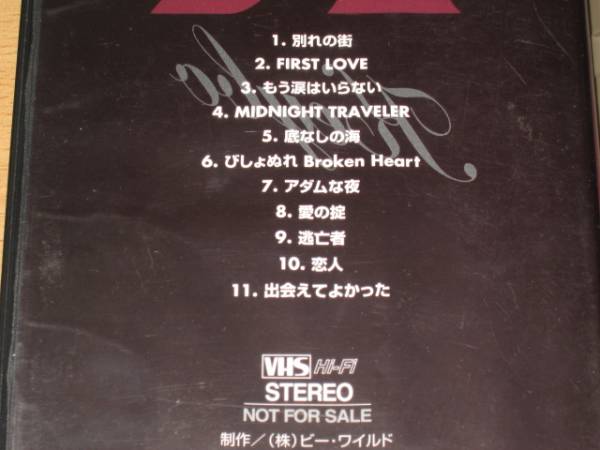 1. 別れの街
2. FIRST LOVE
3. もう涙はいらない
4. MIDNIGHT TRAVELER
5. 底なしの海
6. びしょぬれ Broken Heart
7. アダムな夜
8. 愛の掟
9. 逃亡者
10. 恋人
11. 出会えてよかった
VHS Hi-Fi
STEREO
NOT FOR SALE
制作／(株)ビー・ワイルド